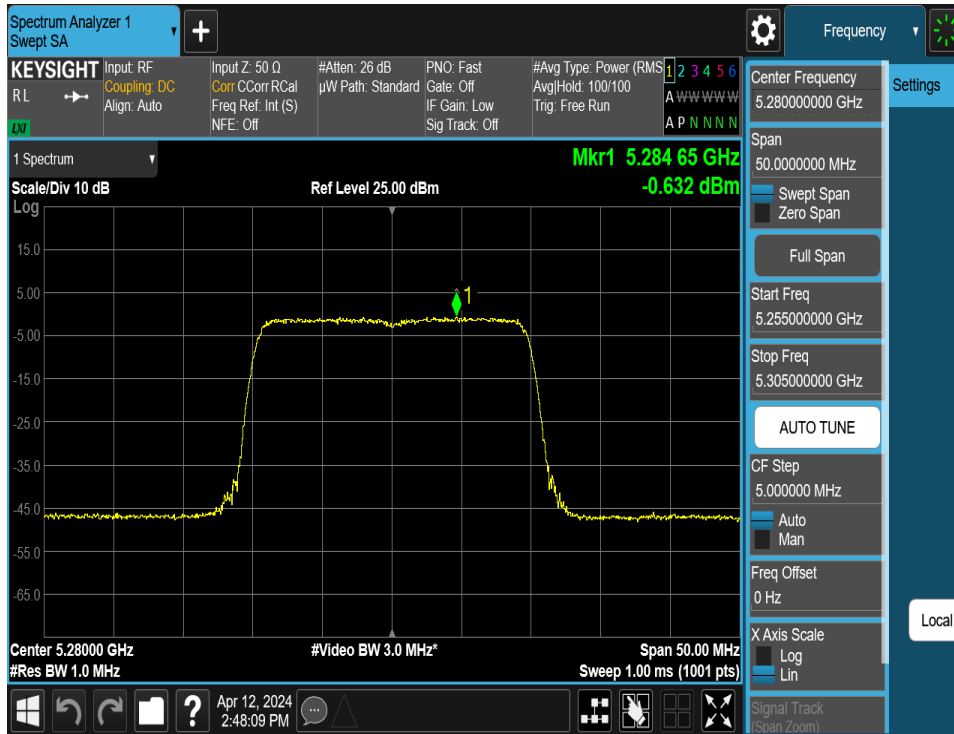 Spectrum Analyzer 1
Swept SA
+
Frequency
KEYSIGHT
R L
LXI
Input: RF
Coupling: DC
Align: Auto
Input Z: 50 Ω
Corr CCorr RCal
Freq Ref: Int (S)
NFE: Off
#Atten: 26 dB
µW Path: Standard
PNO: Fast
Gate: Off
IF Gain: Low
Sig Track: Off
#Avg Type: Power (RMS
Avg|Hold: 100/100
Trig: Free Run
1 2 3 4 5 6
A W W W W W
A P N N N N
1 Spectrum
Mkr1 5.284 65 GHz
-0.632 dBm
Scale/Div 10 dB
Ref Level 25.00 dBm
Log
15.0
5.00
-5.00
-15.0
-25.0
-35.0
-45.0
-55.0
-65.0
1
Center 5.28000 GHz
#Video BW 3.0 MHz*
Span 50.00 MHz
#Res BW 1.0 MHz
Sweep 1.00 ms (1001 pts)
Center Frequency
5.280000000 GHz
Span
50.0000000 MHz
Swept Span
Zero Span
Full Span
Start Freq
5.255000000 GHz
Stop Freq
5.305000000 GHz
AUTO TUNE
CF Step
5.000000 MHz
Auto
Man
Freq Offset
0 Hz
X Axis Scale
Log
Lin
Signal Track
(Span Zoom)
Settings
Local
?
Apr 12, 2024
2:48:09 PM